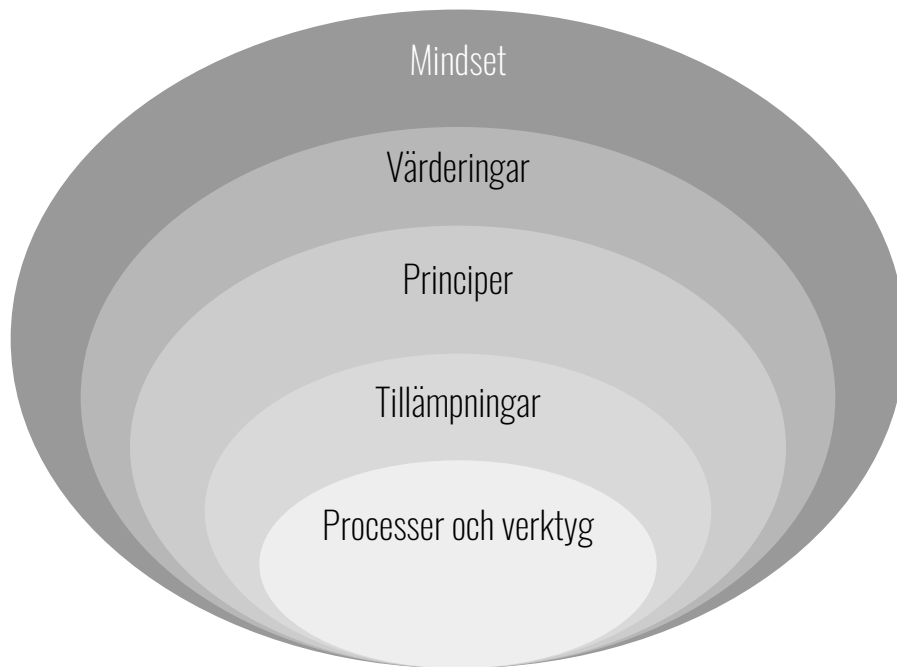 Mindset
Värderingar
Principer
Tillämpningar
Processer och verktyg